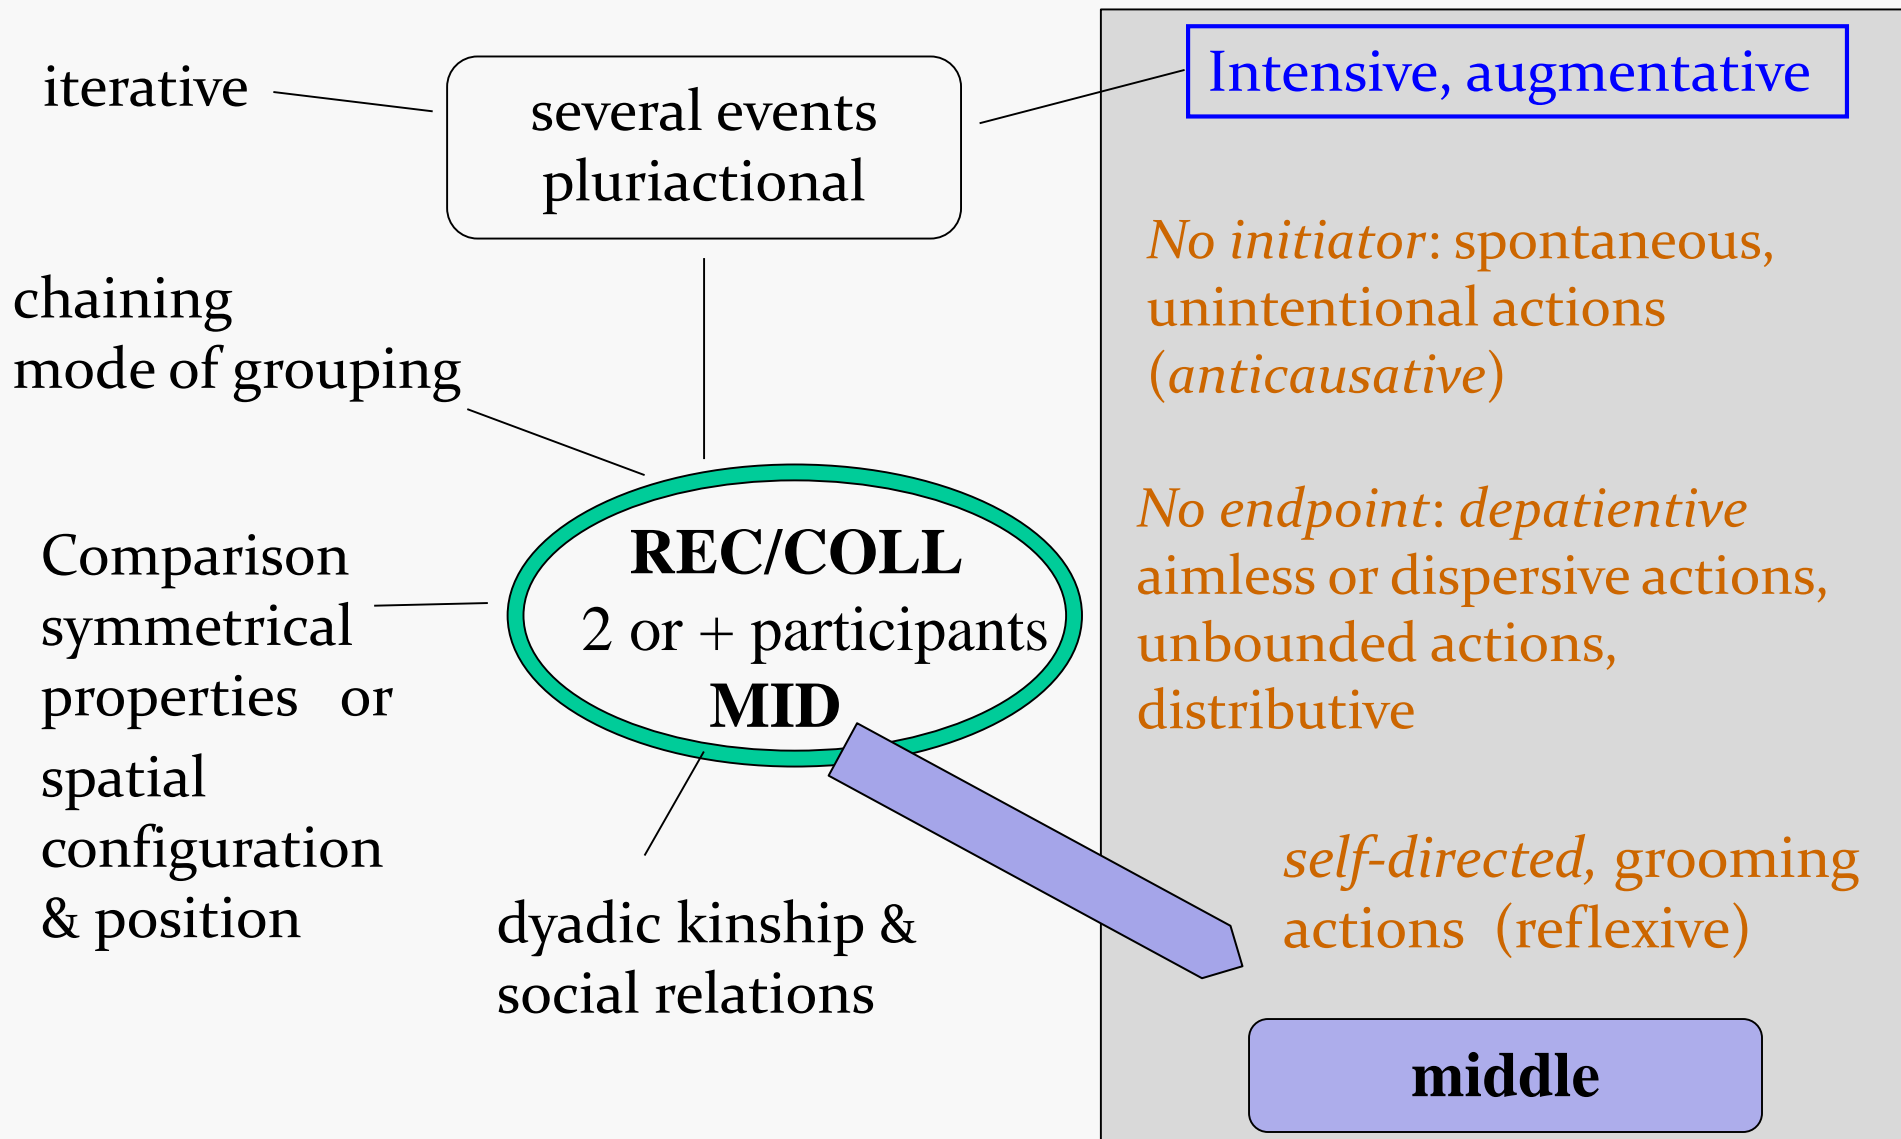 iterative
several events
pluriactional
Intensive, augmentative
chaining
mode of grouping
Comparison
symmetrical
properties or
spatial
configuration
& position
REC/COLL
2 or + participants
MID
dyadic kinship &
social relations
No initiator: spontaneous,
unintentional actions
(anticausative)
No endpoint: depatientive
aimless or dispersive actions,
unbounded actions,
distributive
self-directed, grooming
actions (reflexive)
middle